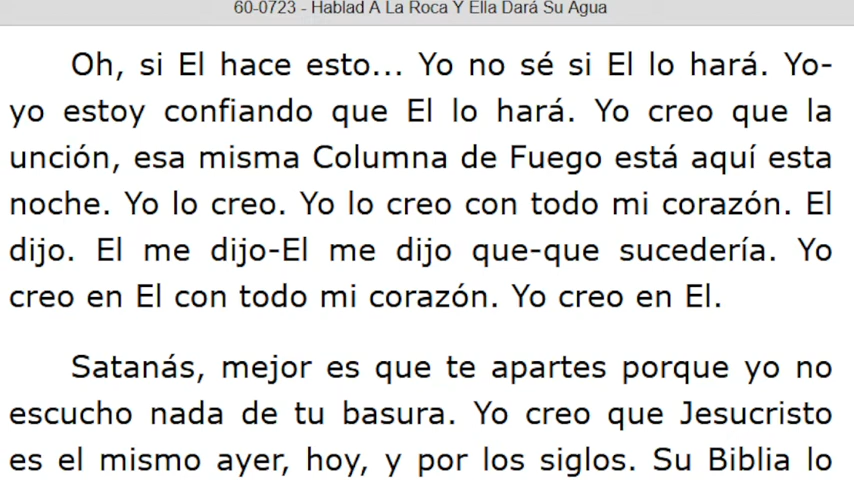 60-0723 - Hablad A La Roca Y Ella Dará Su Agua
Oh, si El hace esto... Yo no sé si El lo hará. Yo-
yo estoy confiando que El lo hará. Yo creo que la
unción, esa misma Columna de Fuego está aquí esta
noche. Yo lo creo. Yo lo creo con todo mi corazón. El
dijo. El me dijo-El me dijo que-que sucedería. Yo
creo en El con todo mi corazón. Yo creo en El.
Satanás, mejor es que te apartes porque yo no
escucho nada de tu basura. Yo creo que Jesucristo
es el mismo ayer, hoy, y por los siglos. Su Biblia lo